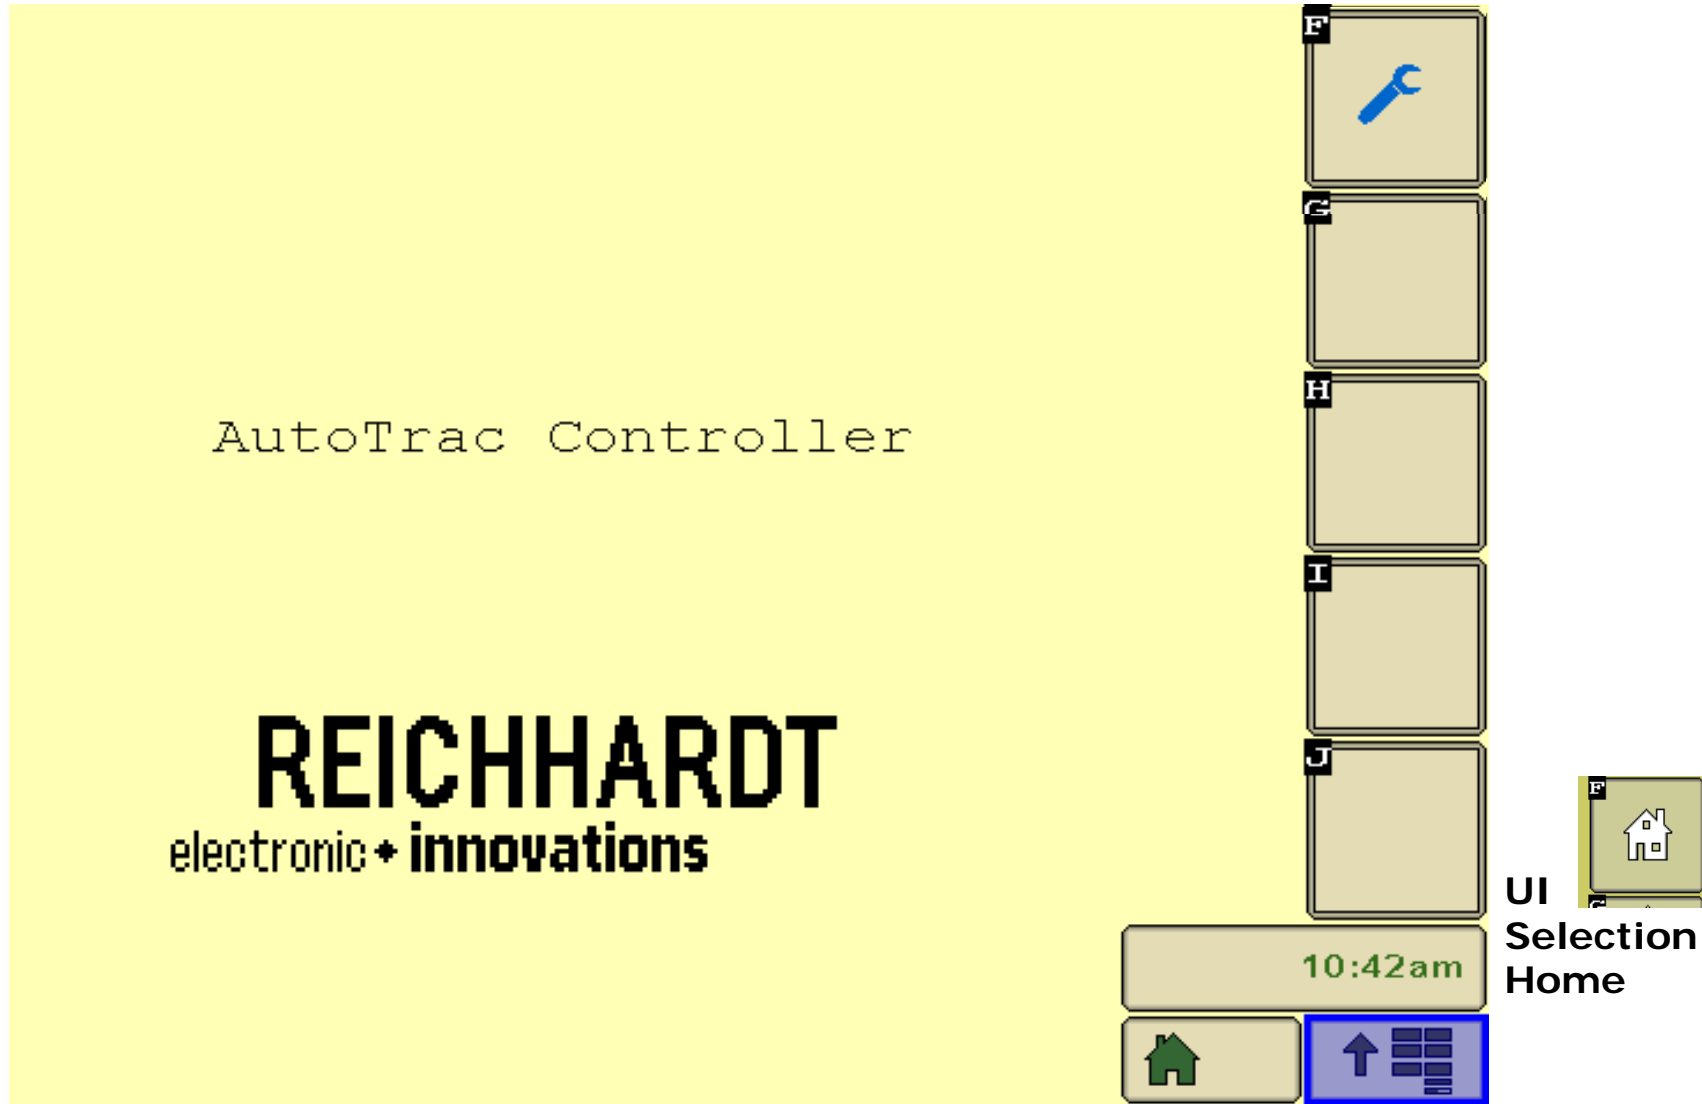 F
G
H
AutoTrac Controller
I
REICHHARDT
electronic innovations
J
F
UI
Selection
Home
10:42am